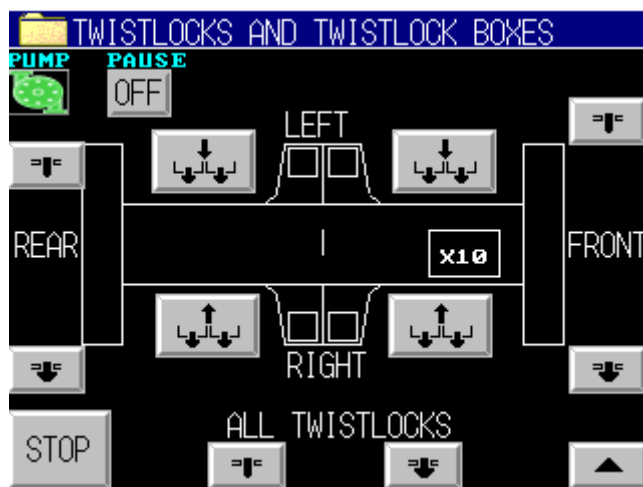 TWISTLOCKS AND TWISTLOCK BOXES
PUMP PAUSE
OFF
LEFT
REAR
X10
FRONT
RIGHT
STOP
ALL TWISTLOCKS